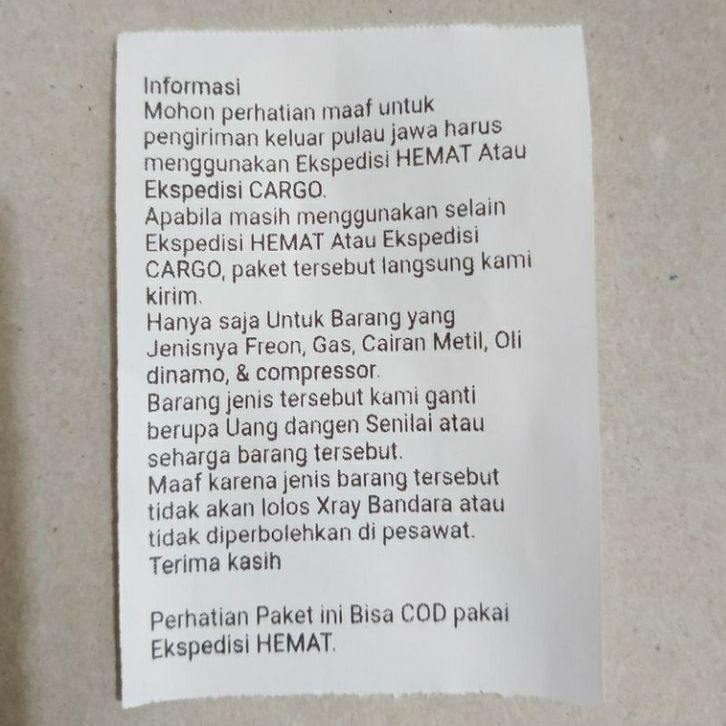 Informasi
Mohon perhatian maaf untuk
pengiriman keluar pulau jawa harus
menggunakan Ekspedisi HEMAT Atau
Ekspedisi CARGO.
Apabila masih menggunakan selain
Ekspedisi HEMAT Atau Ekspedisi
CARGO, paket tersebut langsung kami
kirim.
Hanya saja Untuk Barang yang
Jenisnya Freon, Gas, Cairan Metil, Oli
dinamo, & compressor.
Barang jenis tersebut kami ganti
berupa Uang dangen Senilai atau
seharga barang tersebut.
Maaf karena jenis barang tersebut
tidak akan lolos Xray Bandara atau
tidak diperbolehkan di pesawat.
Terima kasih
Perhatian Paket ini Bisa COD pakai
Ekspedisi HEMAT.